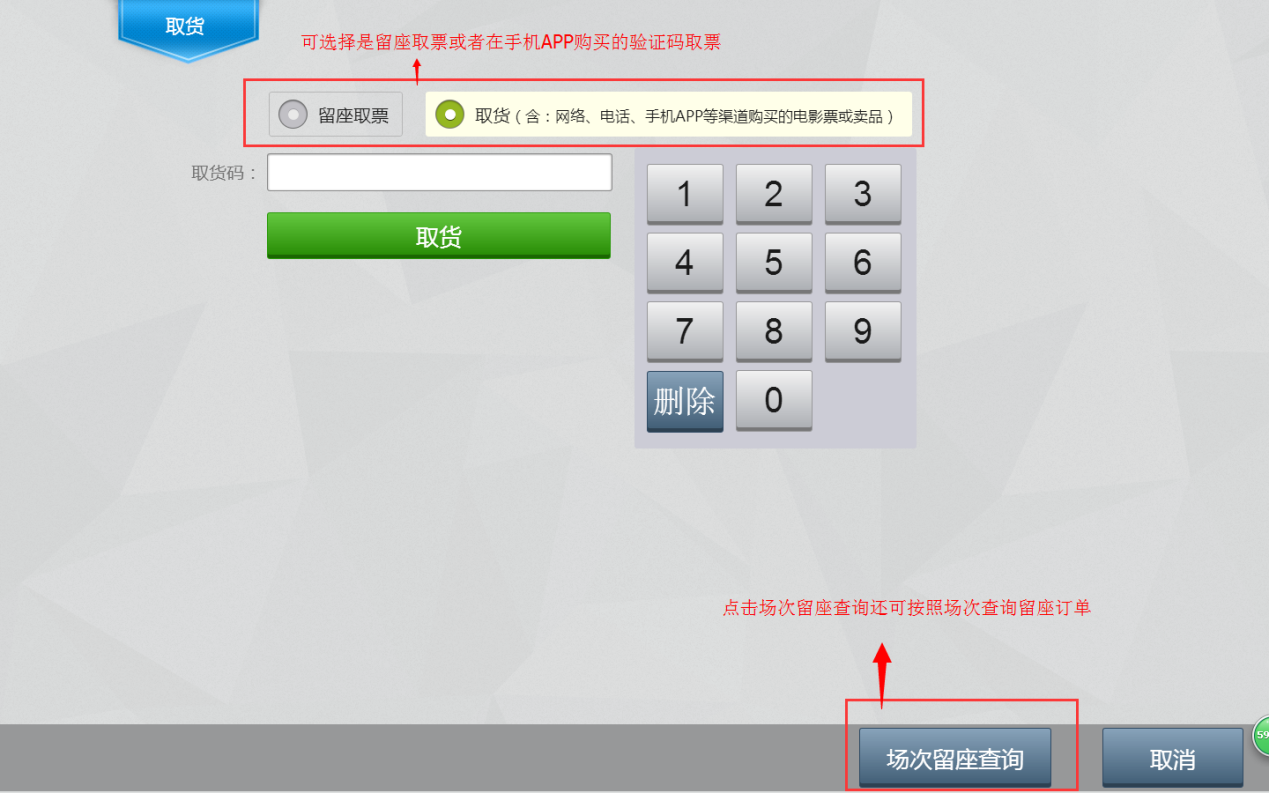 取货
可选择是留座取票或者在手机APP购买的验证码取票
留座取票
取货（含：网络、电话、手机APP等渠道购买的电影票或卖品）
取货码：
取货
1 2 3
4 5 6
7 8 9
删除 0
点击场次留座查询还可按照场次查询留座订单
场次留座查询
取消
59